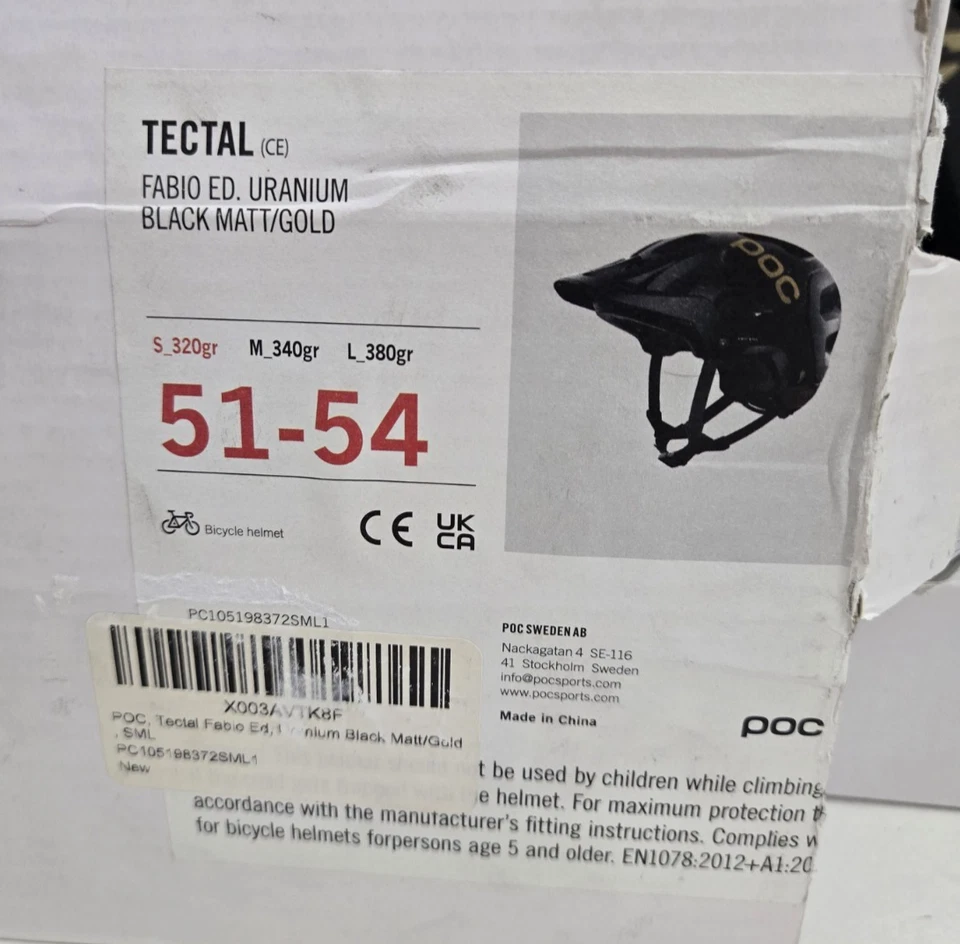 TECTAL (CE)
FABIO ED. URANIUM
BLACK MATT/GOLD
poc
S_320gr M_340gr L_380gr
51-54
Bicycle helmet
CE UK
CA
PC105198372SML1
X003AVTK8F
POC, Tectal Fabio Ed, nium Black Matt/Gold
, SML
PC105198372SML1
New
POC SWEDEN AB
Nackagatan 4 SE-116
41 Stockholm Sweden
info@pocsports.com
www.pocsports.com
Made in China
poc
t be used by children while climbing
e helmet. For maximum protection
accordance with the manufacturer's fitting instructions. Complies w
for bicycle helmets forpersons age 5 and older. EN1078:2012+A1:20